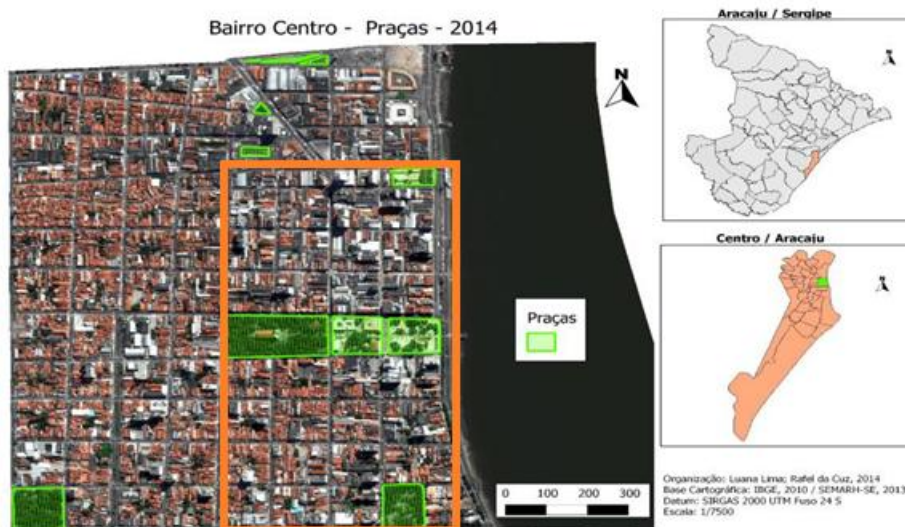 Bairro Centro - Praças - 2014
N
Praças
0 100 200 300
Aracaju / Sergipe
N
Centro / Aracaju
N
Organização: Luana Lima; Rafel da Cuz, 2014
Base Cartográfica: IBGE, 2010 / SEMARH-SE, 2013
Datum: SIRGAS 2000 UTM Fuso 24 S
Escala: 1/7500